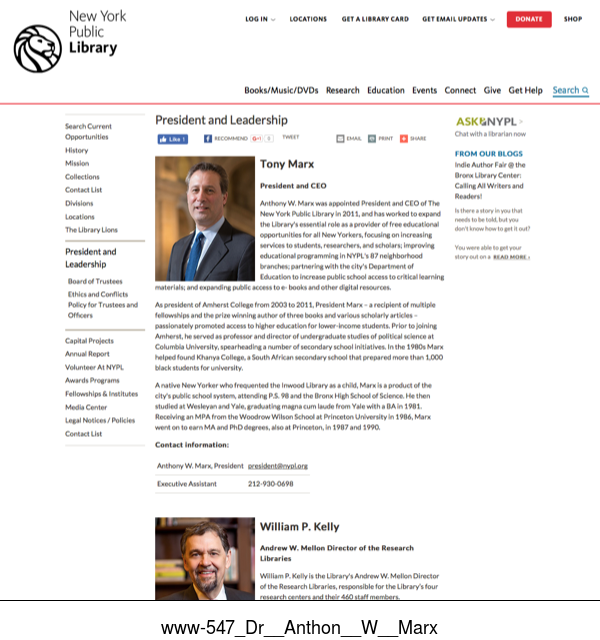 New York
Public
Library
LOG IN
LOCATIONS
GET A LIBRARY CARD
GET EMAIL UPDATES
DONATE
SHOP
Books/Music/DVDs Research Education Events Connect Give Get Help Search
Search Current
Opportunities
History
Mission
Collections
Contact List
Divisions
Locations
The Library Lions
President and
Leadership
Board of Trustees
Ethics and Conflicts
Policy for Trustees and
Officers
Capital Projects
Annual Report
Volunteer At NYPL
Awards Programs
Fellowships & Institutes
Media Center
Legal Notices / Policies
Contact List
President and Leadership
Like 1 RECOMMEND G+1 TWEET EMAIL PRINT SHARE
Tony Marx
President and CEO
Anthony W. Marx was appointed President and CEO of The
New York Public Library in 2011, and has worked to expand
the Library's essential role as a provider of free educational
opportunities for all New Yorkers, focusing on increasing
services to students, researchers, and scholars; improving
educational programming in NYPL's 87 neighborhood
branches; partnering with the city's Department of
Education to increase public school access to critical learning
materials; and expanding public access to e- books and other digital resources.
As president of Amherst College from 2003 to 2011, President Marx – a recipient of multiple
fellowships and the prize winning author of three books and various scholarly articles –
passionately promoted access to higher education for lower-income students. Prior to joining
Amherst, he served as professor and director of undergraduate studies of political science at
Columbia University, spearheading a number of secondary school initiatives. In the 1980s Marx
helped found Khanya College, a South African secondary school that prepared more than 1,000
black students for university.
A native New Yorker who frequented the Inwood Library as a child, Marx is a product of the
city's public school system, attending P.S. 98 and the Bronx High School of Science. He then
studied at Wesleyan and Yale, graduating magna cum laude from Yale with a BA in 1981.
Receiving an MPA from the Woodrow Wilson School at Princeton University in 1986, Marx
went on to earn MA and PhD degrees, also at Princeton, in 1987 and 1990.
Contact information:
Anthony W. Marx, President president@nypl.org
Executive Assistant 212-930-0698
William P. Kelly
Andrew W. Mellon Director of the Research
Libraries
William P. Kelly is the Library's Andrew W. Mellon Director
of the Research Libraries, responsible for the Library's four
research centers and their 460 staff members.
ASK NYPL >
Chat with a librarian now
FROM OUR BLOGS
Indie Author Fair @ the
Bronx Library Center:
Calling All Writers and
Readers!
Is there a story in you that
needs to be told, but you
don't know how to get it out?
You were able to get your
story out on a READ MORE ›
www-547_Dr__Anthon__W__Marx